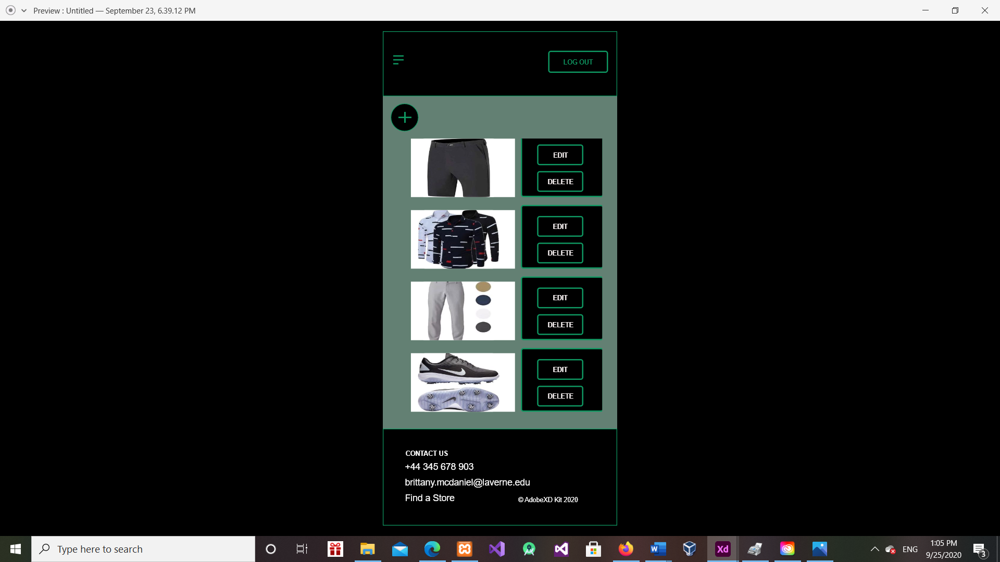 Preview : Untitled — September 23, 6.39.12 PM
LOG OUT
EDIT
DELETE
EDIT
DELETE
EDIT
DELETE
EDIT
DELETE
CONTACT US
+44 345 678 903
brittany.mcdaniel@laverne.edu
Find a Store
© AdobeXD Kit 2020
Type here to search
W
Xd
ENG
1:05 PM
9/25/2020
3